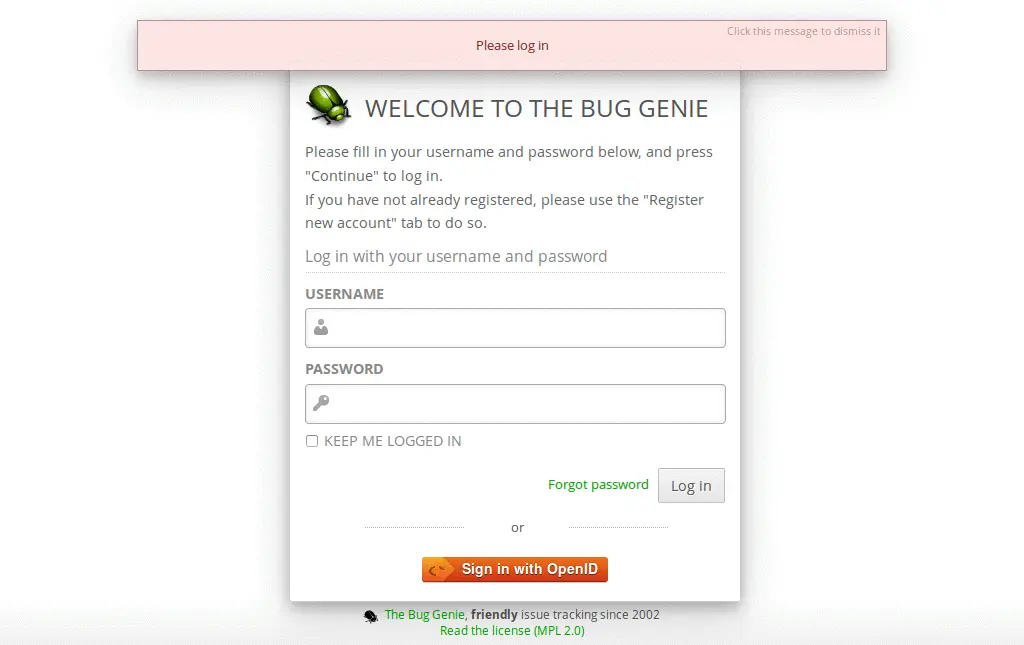 Click this message to dismiss it
Please log in
WELCOME TO THE BUG GENIE
Please fill in your username and password below, and press
"Continue" to log in.
If you have not already registered, please use the "Register
new account" tab to do so.
Log in with your username and password
USERNAME
PASSWORD
KEEP ME LOGGED IN
Forgot password Log in
or
Sign in with OpenID
The Bug Genie, friendly issue tracking since 2002
Read the license (MPL 2.0)